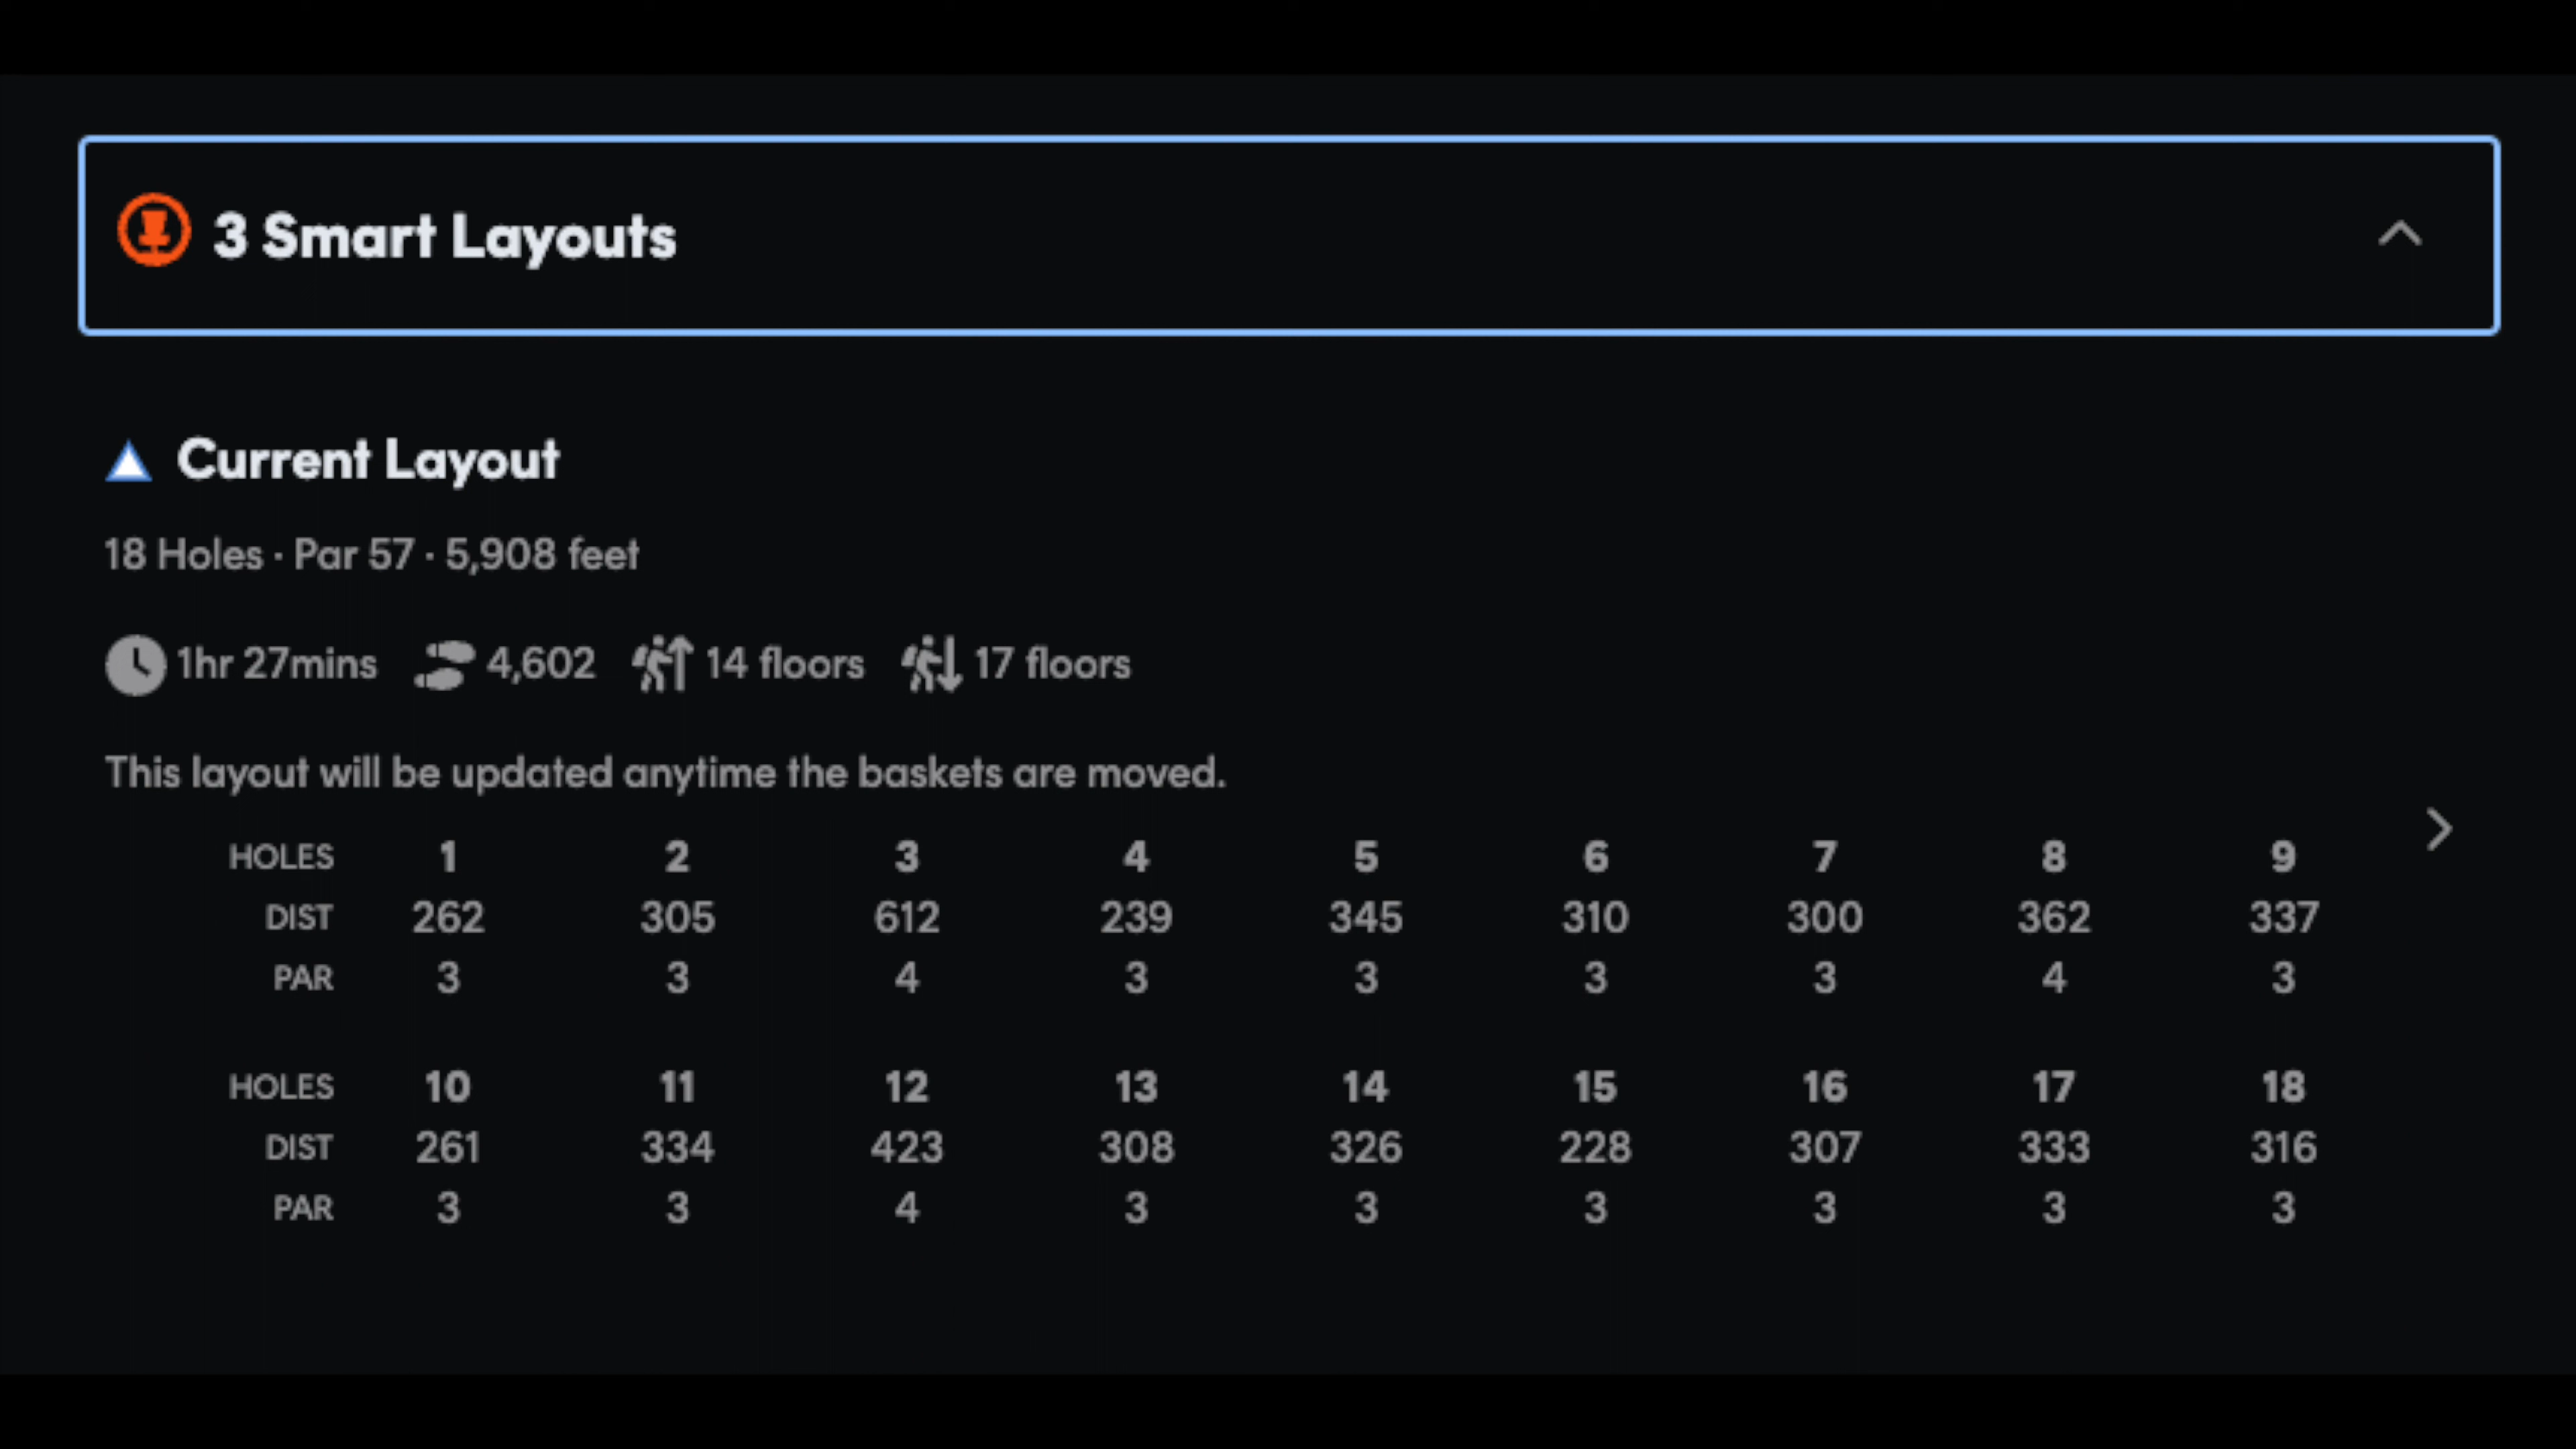 3 Smart Layouts
Current Layout
18 Holes · Par 57 · 5,908 feet
1hr 27mins 4,602 14 floors 17 floors
This layout will be updated anytime the baskets are moved.
HOLES 1 2 3 4 5 6 7 8 9
DIST 262 305 612 239 345 310 300 362 337
PAR 3 3 4 3 3 3 3 4 3
HOLES 10 11 12 13 14 15 16 17 18
DIST 261 334 423 308 326 228 307 333 316
PAR 3 3 4 3 3 3 3 3 3